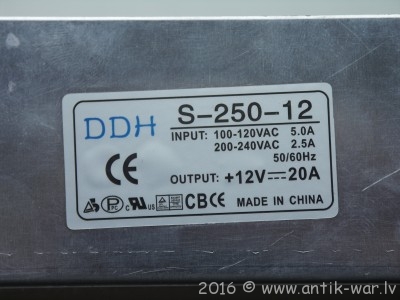 DDH
S-250-12
INPUT: 100-120VAC 5.0A
200-240VAC 2.5A
50/60Hz
CE
OUTPUT: +12V⎓20A
CB CE MADE IN CHINA
2016 © www.antik-war.lv